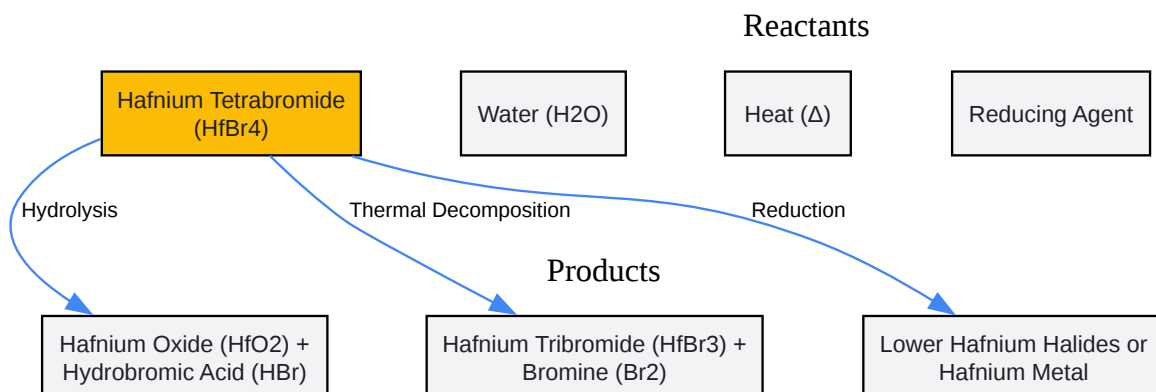 Reactants
Hafnium Tetrabromide
(HfBr4)
Water (H2O)
Heat (Δ)
Reducing Agent
Hydrolysis
Thermal Decomposition
Reduction
Products
Hafnium Oxide (HfO2) +
Hydrobromic Acid (HBr)
Hafnium Tribromide (HfBr3) +
Bromine (Br2)
Lower Hafnium Halides or
Hafnium Metal